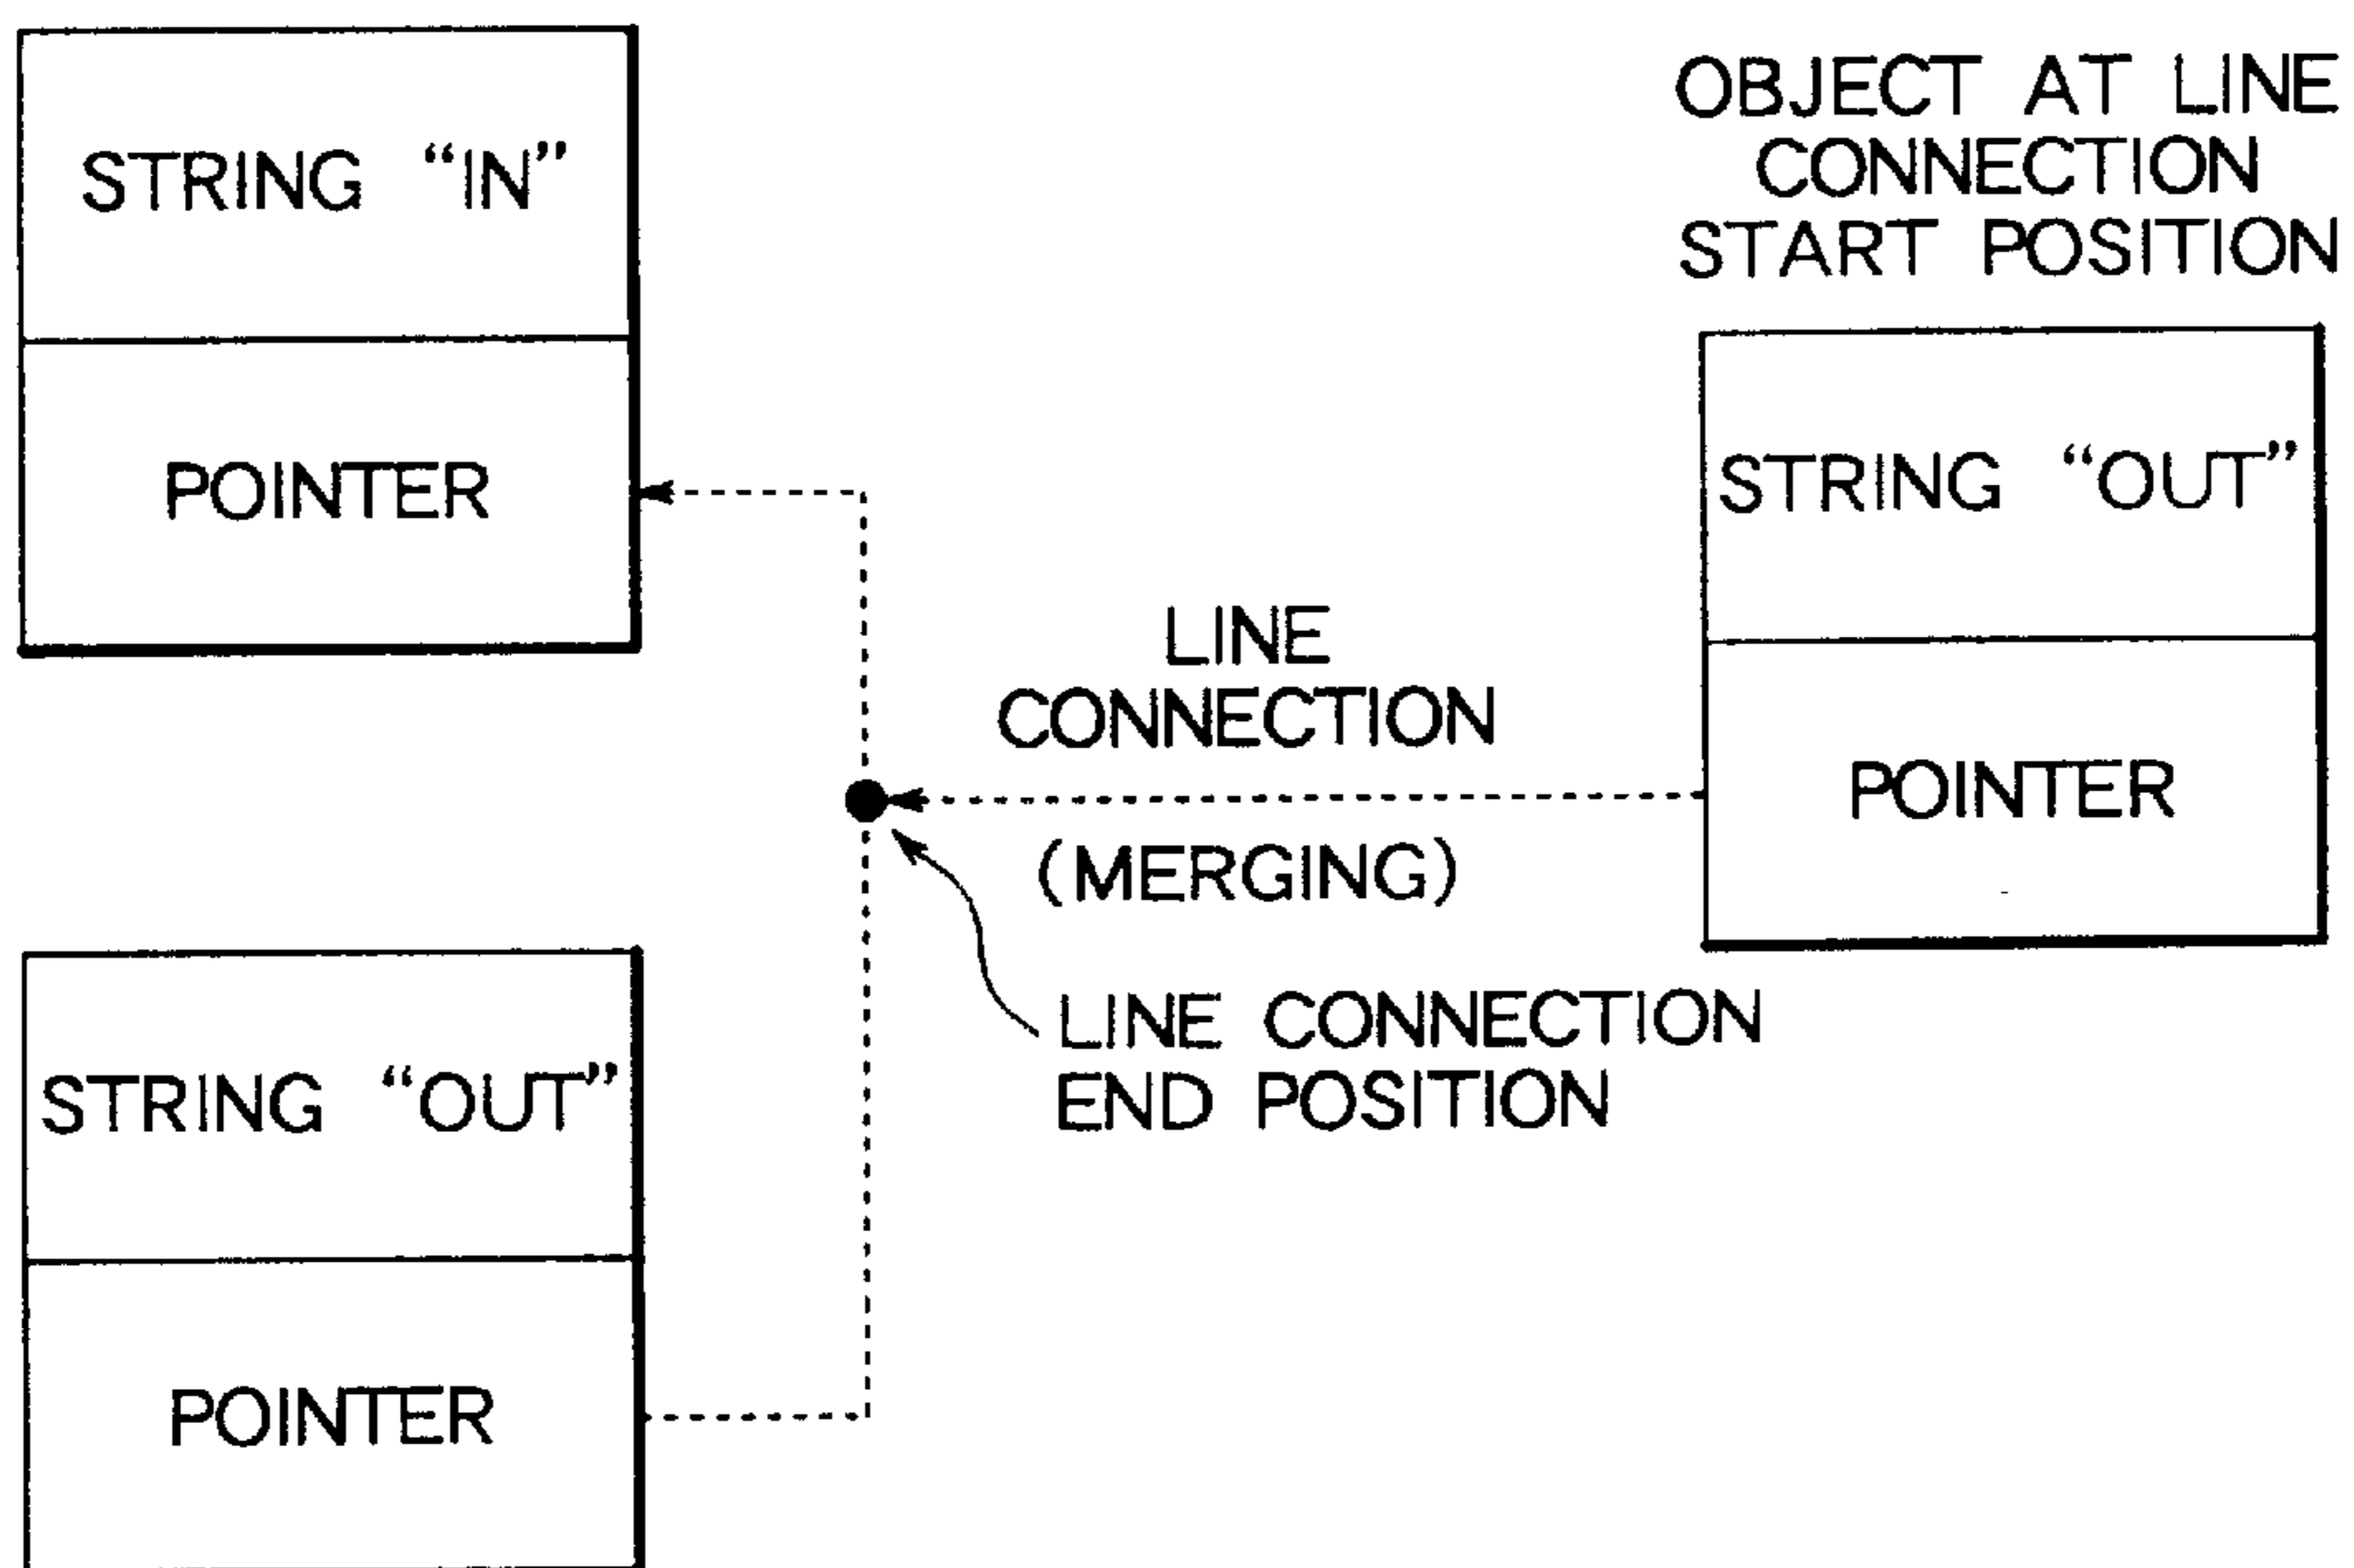 STRING “IN”
POINTER
OBJECT AT LINE
CONNECTION
START POSITION
STRING “OUT”
POINTER
LINE
CONNECTION
(MERGING)
LINE CONNECTION
END POSITION
STRING “OUT”
POINTER